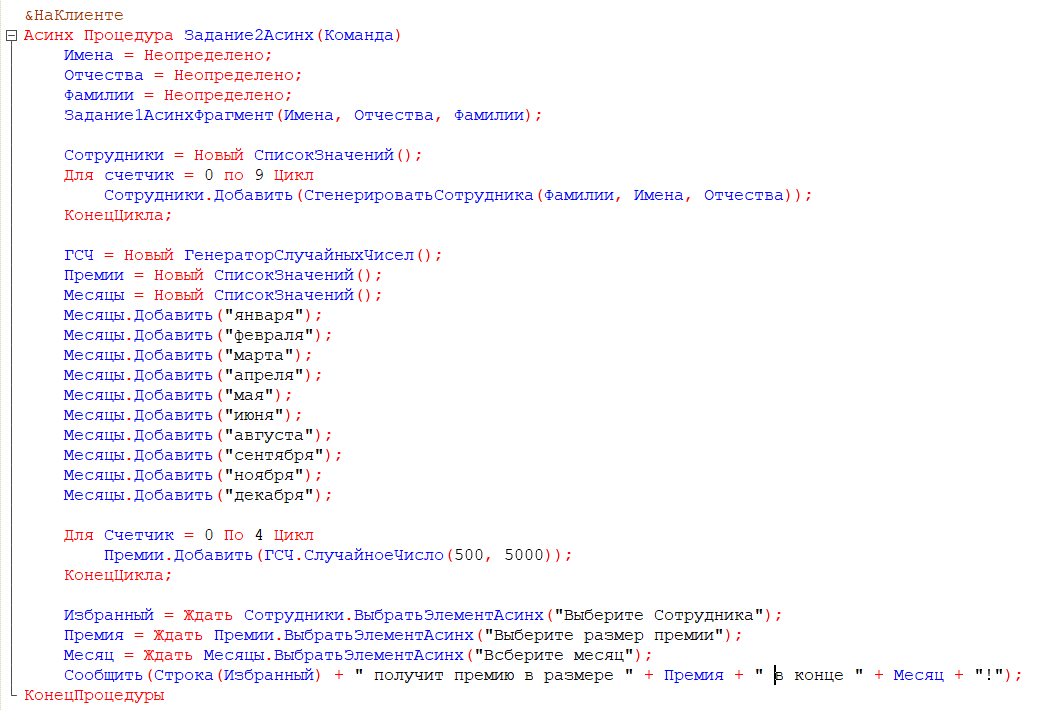 &НаКлиенте
Асинх Процедура Задание2Асинх(Команда)
Имена = Неопределено;
Отчества = Неопределено;
Фамилии = Неопределено;
Задание1АсинхФрагмент(Имена, Отчества, Фамилии);
Сотрудники = Новый СписокЗначений();
Для счетчик = 0 по 9 Цикл
Сотрудники.Добавить(СгенерироватьСотрудника(Фамилии, Имена, Отчества));
КонецЦикла;
ГСЧ = Новый ГенераторСлучайныхЧисел();
Премии = Новый СписокЗначений();
Месяцы = Новый СписокЗначений();
Месяцы.Добавить("января");
Месяцы.Добавить("февраля");
Месяцы.Добавить("марта");
Месяцы.Добавить("апреля");
Месяцы.Добавить("мая");
Месяцы.Добавить("июня");
Месяцы.Добавить("августа");
Месяцы.Добавить("сентября");
Месяцы.Добавить("ноября");
Месяцы.Добавить("декабря");
Для Счетчик = 0 По 4 Цикл
Премии.Добавить(ГСЧ.СлучайноеЧисло(500, 5000));
КонецЦикла;
Избранный = Ждать Сотрудники.ВыбратьЭлементАсинх("Выберите Сотрудника");
Премия = Ждать Премии.ВыбратьЭлементАсинх("Выберите размер премии");
Месяц = Ждать Месяцы.ВыбратьЭлементАсинх("Всберите месяц");
Сообщить(Строка(Избранный) + " получит премию в размере " + Премия + " в конце " + Месяц + "!");
КонецПроцедуры